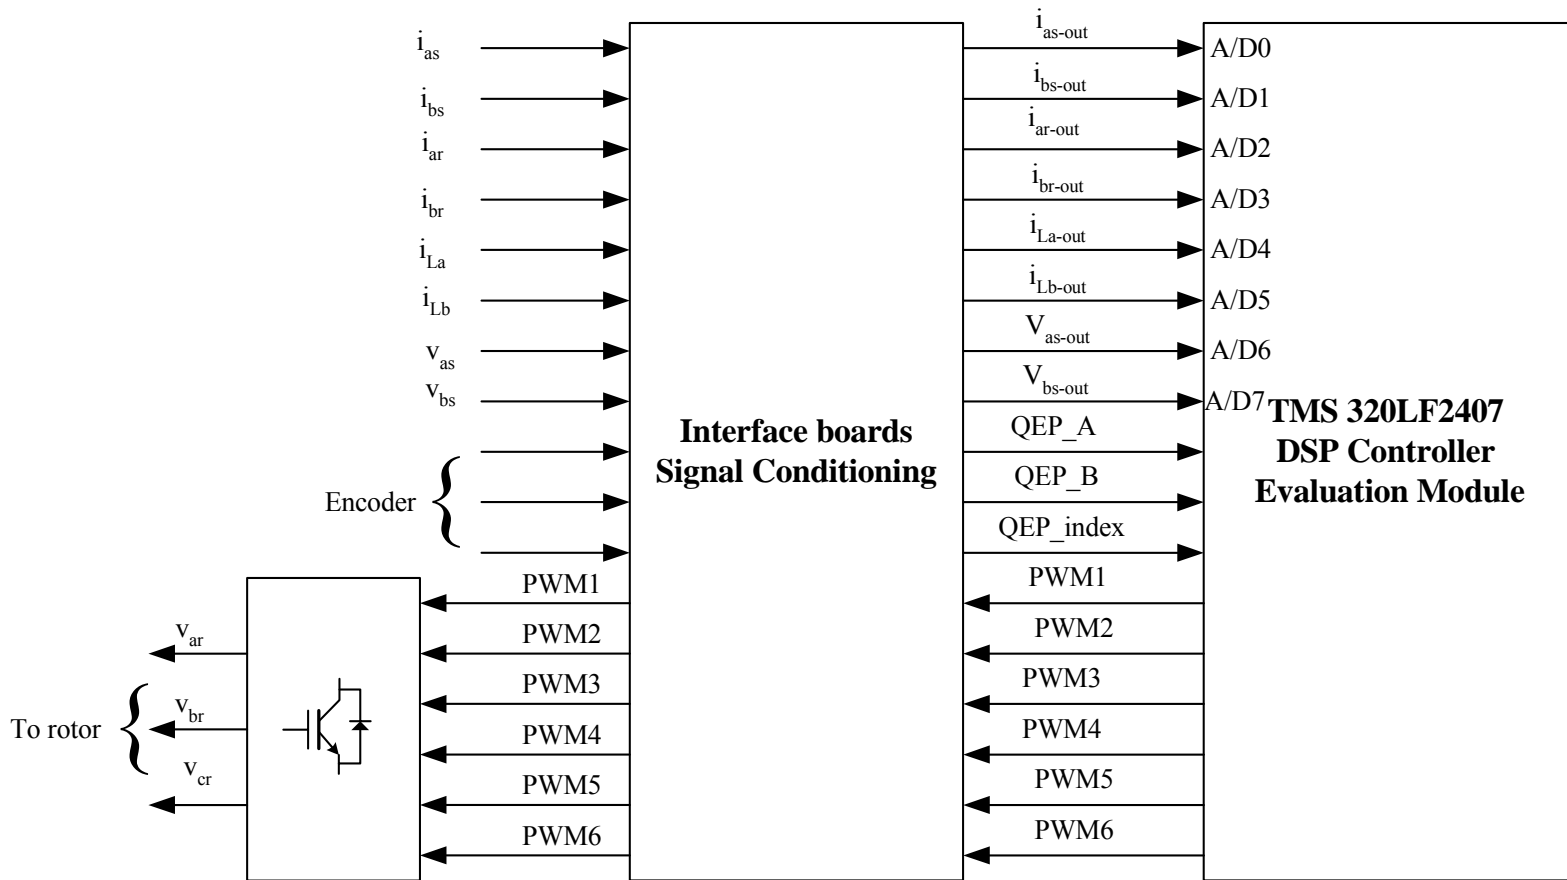 i_as
i_bs
i_ar
i_br
i_La
i_Lb
v_as
v_bs
Encoder
Interface boards
Signal Conditioning
i_as-out
i_bs-out
i_ar-out
i_br-out
i_La-out
i_Lb-out
V_as-out
V_bs-out
QEP_A
QEP_B
QEP_index
A/D0
A/D1
A/D2
A/D3
A/D4
A/D5
A/D6
A/D7
TMS 320LF2407
DSP Controller
Evaluation Module
PWM1
PWM2
PWM3
PWM4
PWM5
PWM6
PWM1
PWM2
PWM3
PWM4
PWM5
PWM6
To rotor
v_ar
v_br
v_cr